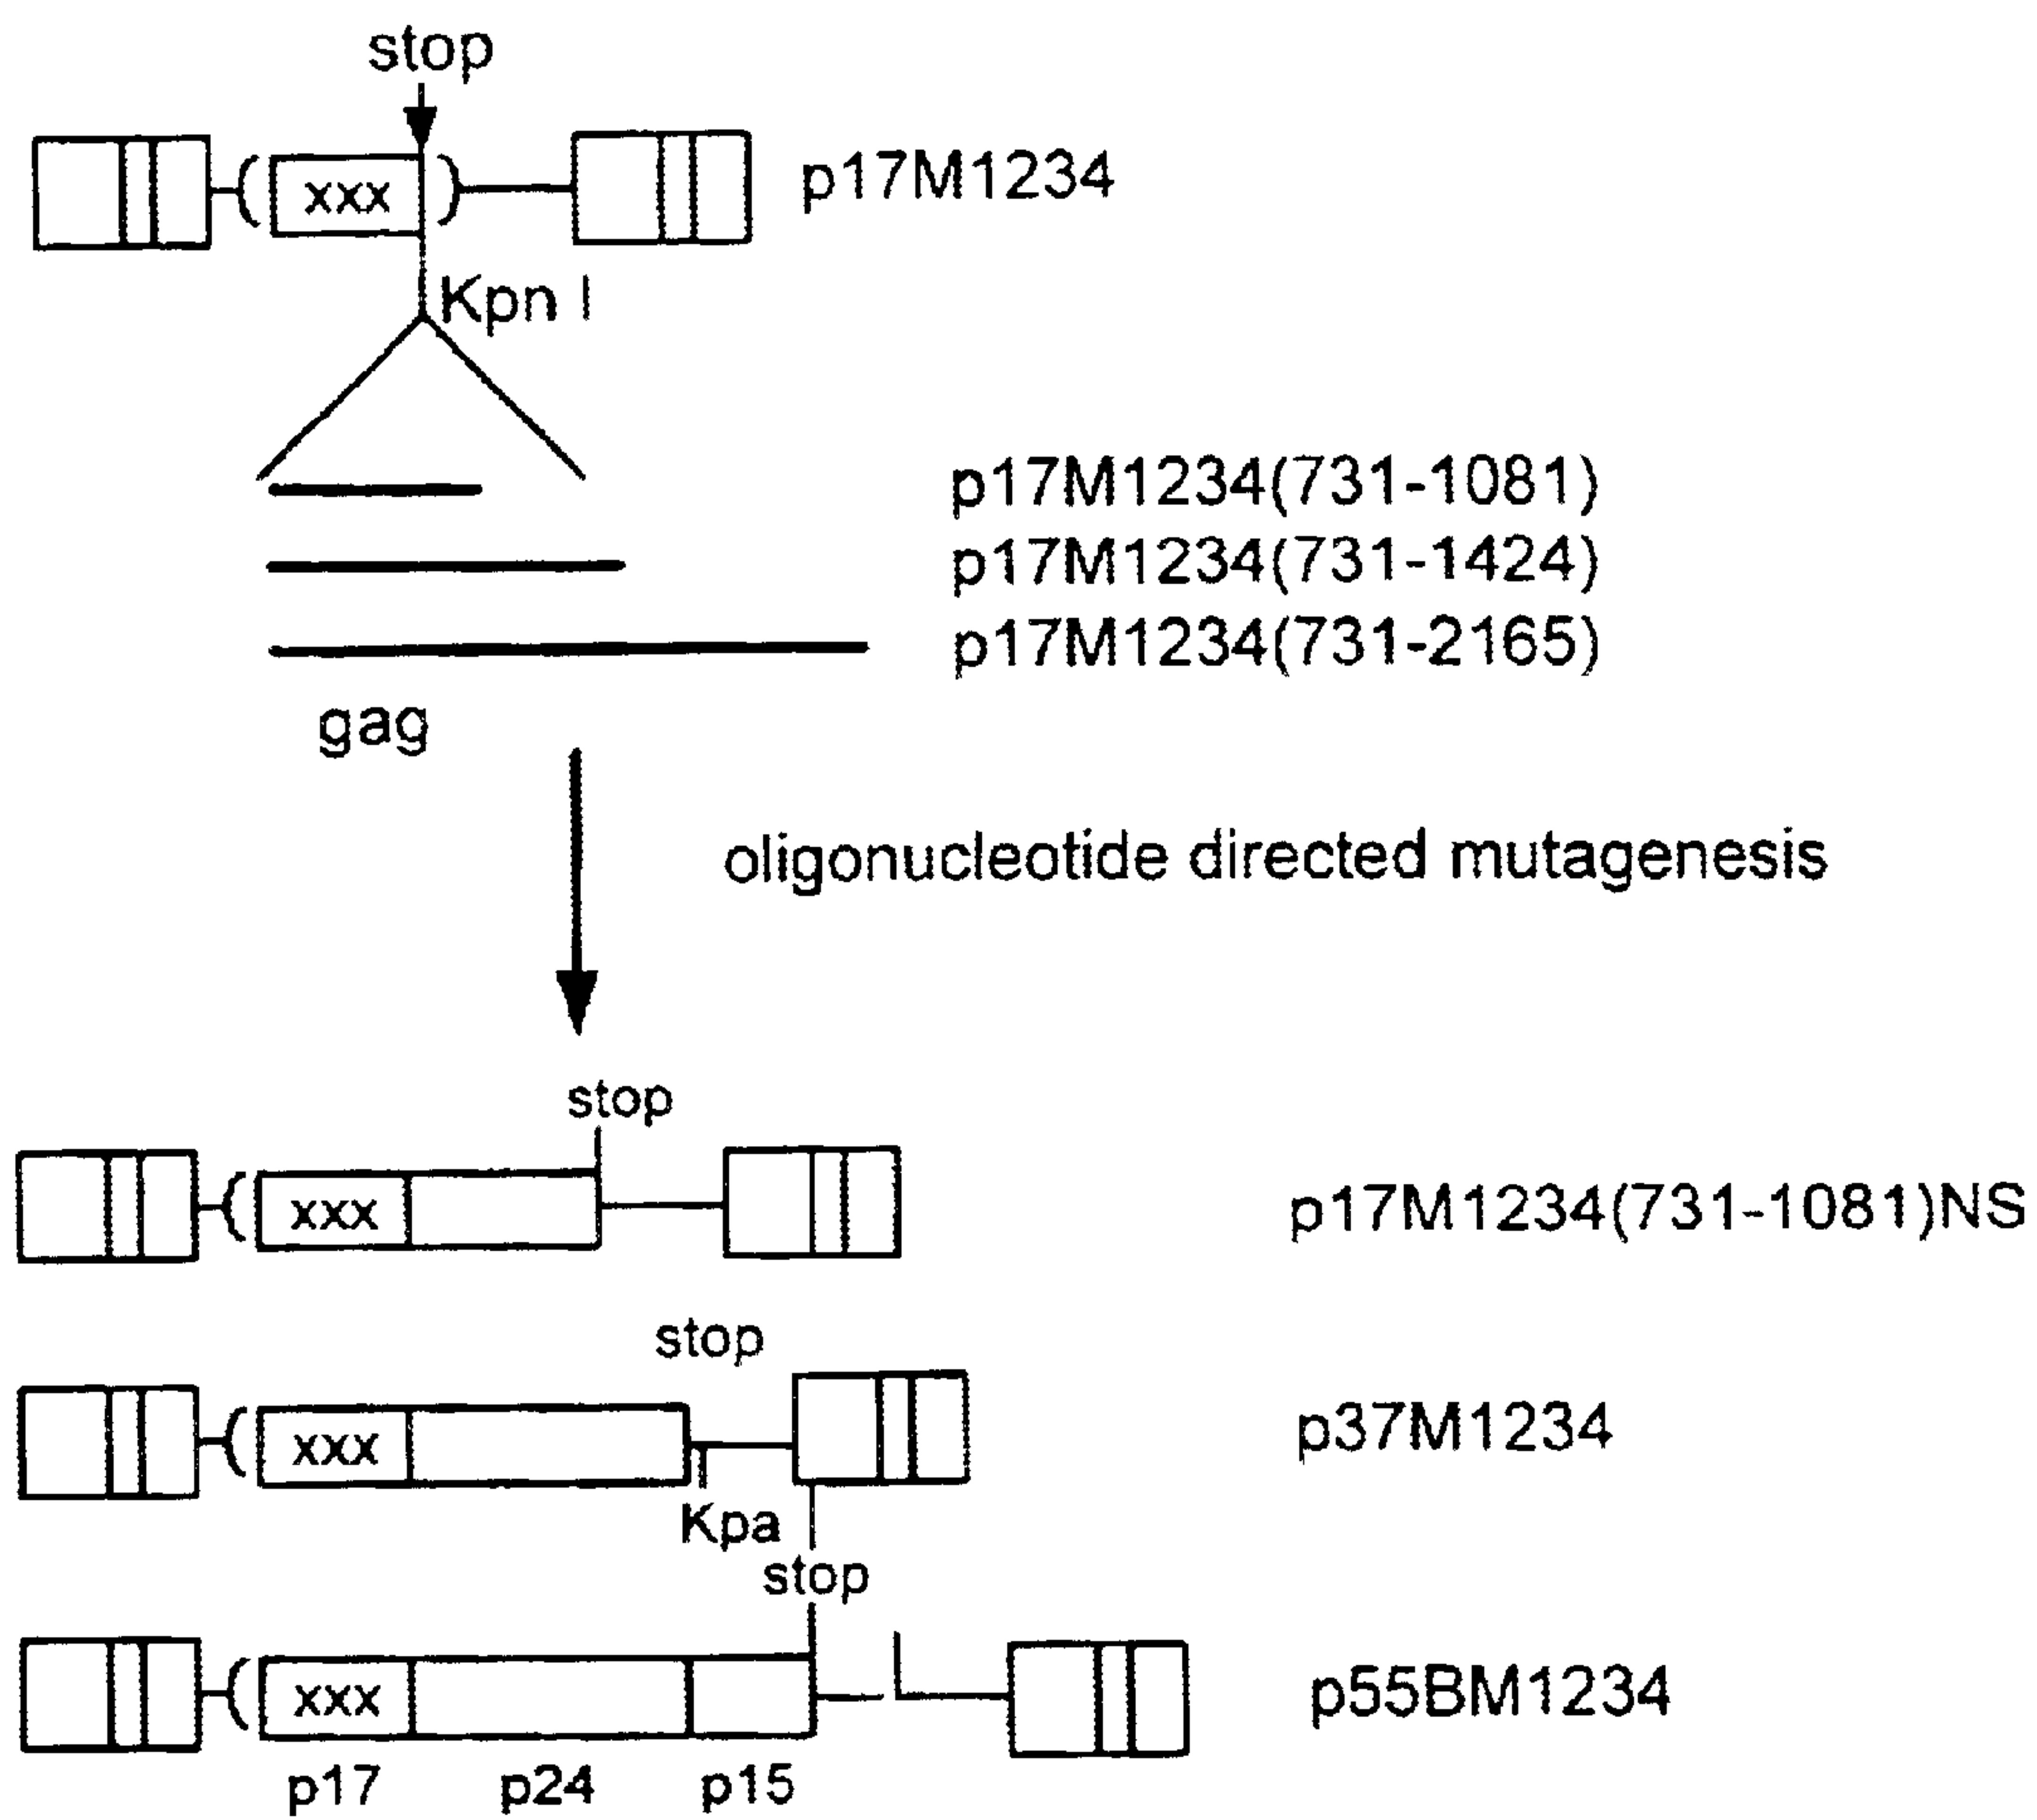 stop
xxx
p17M1234
Kpn I
p17M1234(731-1081)
p17M1234(731-1424)
p17M1234(731-2165)
gag
oligonucleotide directed mutagenesis
stop
xxx
p17M1234(731-1081)NS
stop
xxx
p37M1234
Kpa
stop
xxx
p55BM1234
p17 p24 p15